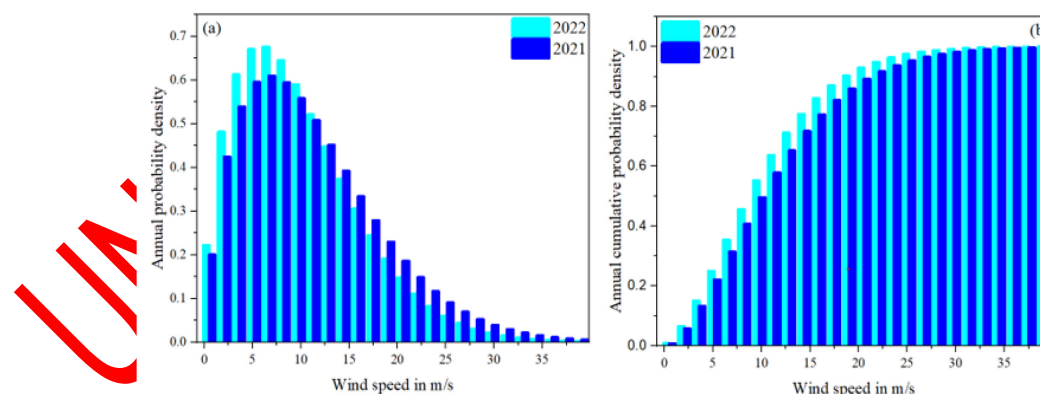 (a)
2022
2021
0.7
0.6
0.5
0.4
0.3
0.2
0.1
0.0
Annual probability density
0 5 10 15 20 25 30 35
Wind speed in m/s
(b
2022
2021
1.0
0.8
0.6
0.4
0.2
0.0
Annual cumulative probability density
0 5 10 15 20 25 30 35
Wind speed in m/s